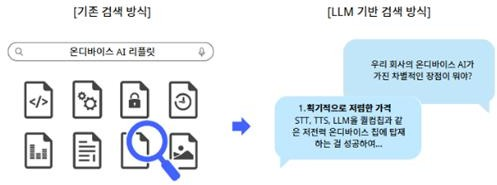 [기존 검색 방식]
[LLM 기반 검색 방식]
온디바이스 AI 리플릿
</>
우리 회사의 온디바이스 AI가
가진 차별적인 장점이 뭐야?
1.획기적으로 저렴한 가격
STT, TTS, LLM을 퀄컴칩과 같
은 저전력 온디바이스 칩에 탑재
하는 걸 성공하여...